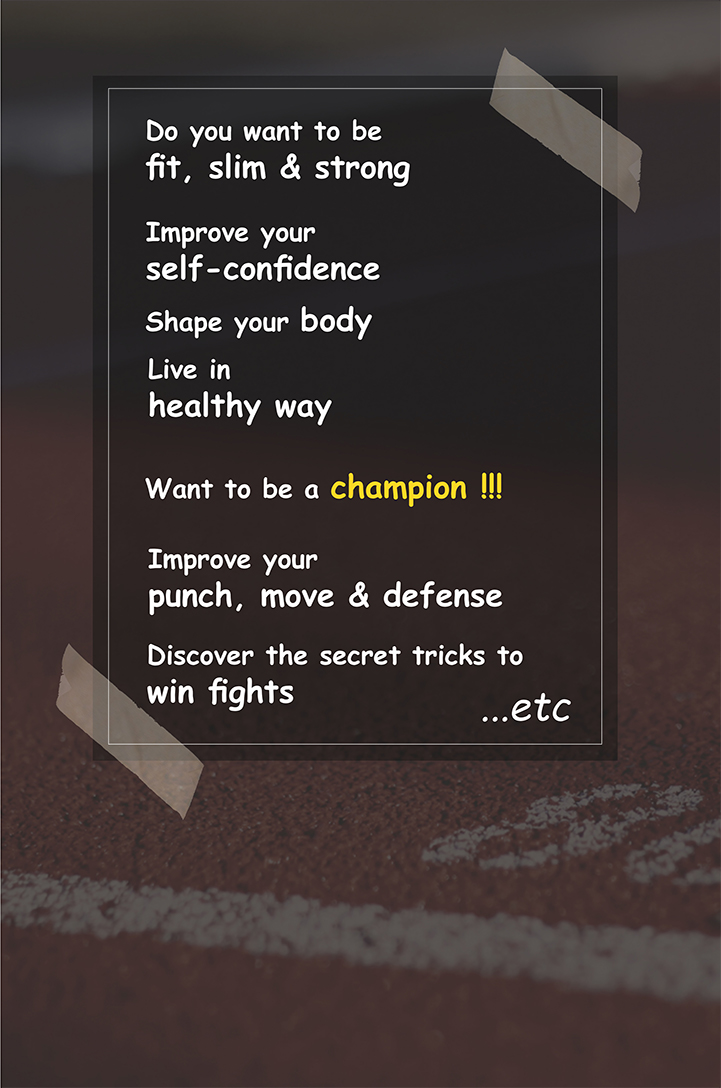 Do you want to be
fit, slim & strong
Improve your
self-confidence
Shape your body
Live in
healthy way
Want to be a champion !!!
Improve your
punch, move & defense
Discover the secret tricks to
win fights
...etc